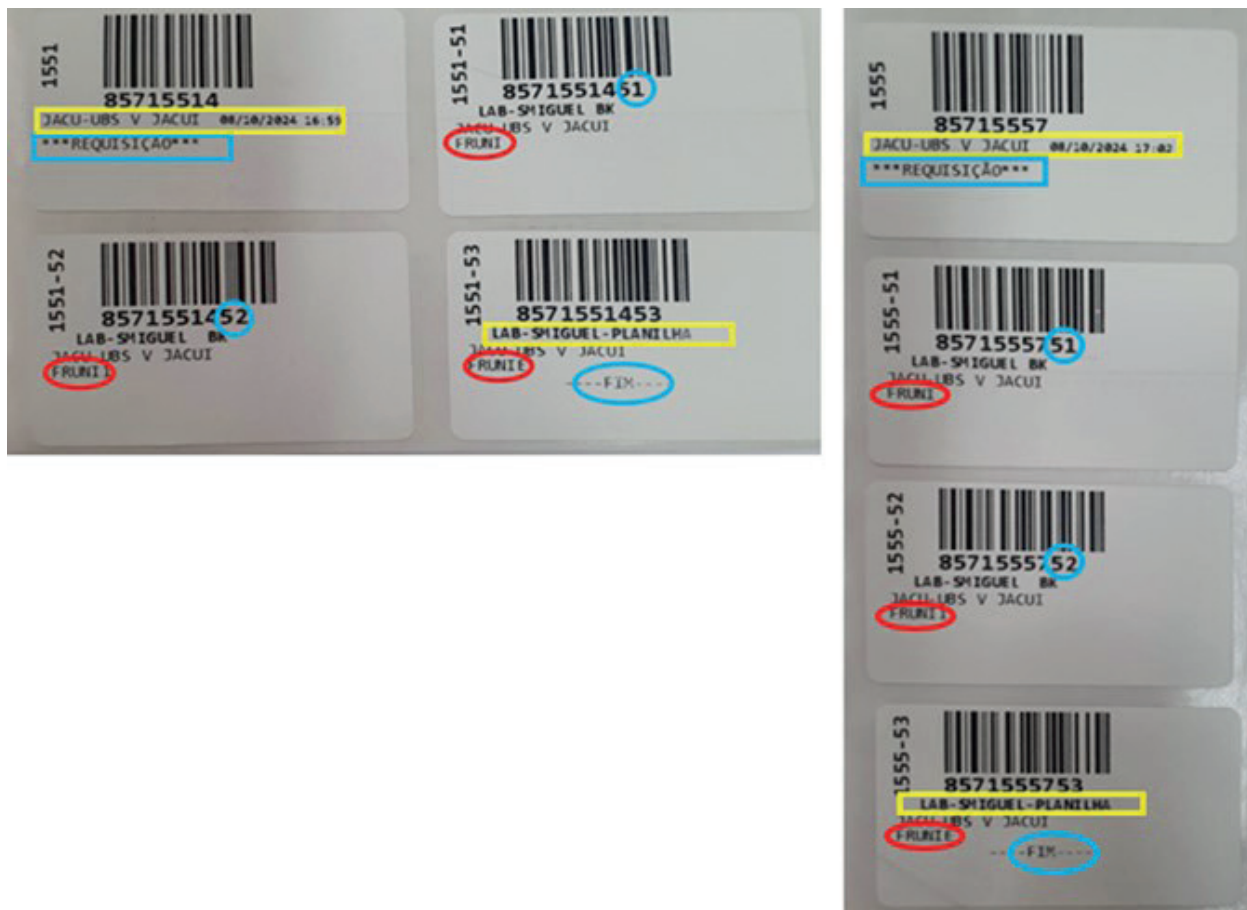 1551
85715514
JACU-UBS V JACUI 08/10/2024 16:59
***REQUISIÇÃO***
1551-51
8571551451
LAB-SMIGUEL BK
JACU-UBS V JACUI
FRUNI
1551-52
8571551452
LAB-SMIGUEL BK
JACU-UBS V JACUI
FRUNII
1551-53
8571551453
LAB-SMIGUEL-PLANILHA
JACU-UBS V JACUI
FRUNIE
----FIM----
1555
85715557
JACU-UBS V JACUI 08/10/2024 17:02
***REQUISIÇÃO***
1555-51
8571555751
LAB-SMIGUEL BK
JACU-UBS V JACUI
FRUNI
1555-52
8571555752
LAB-SMIGUEL BK
JACU-UBS V JACUI
FRUNII
1555-53
8571555753
LAB-SMIGUEL-PLANILHA
JACU-UBS V JACUI
FRUNIE
----FIM----